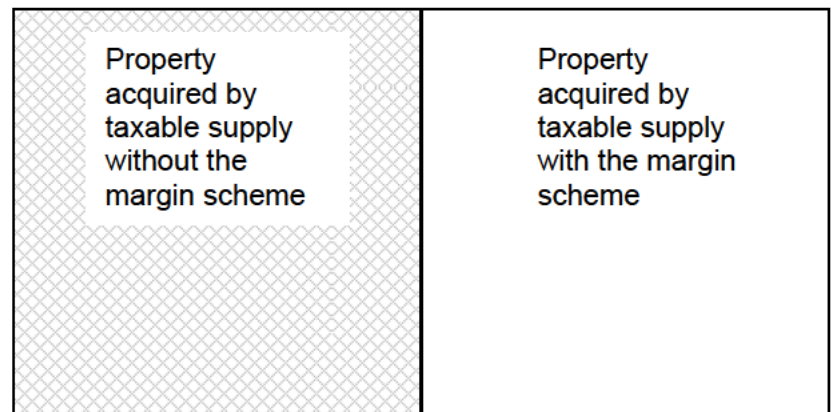 Property
acquired by
taxable supply
without the
margin scheme
Property
acquired by
taxable supply
with the margin
scheme